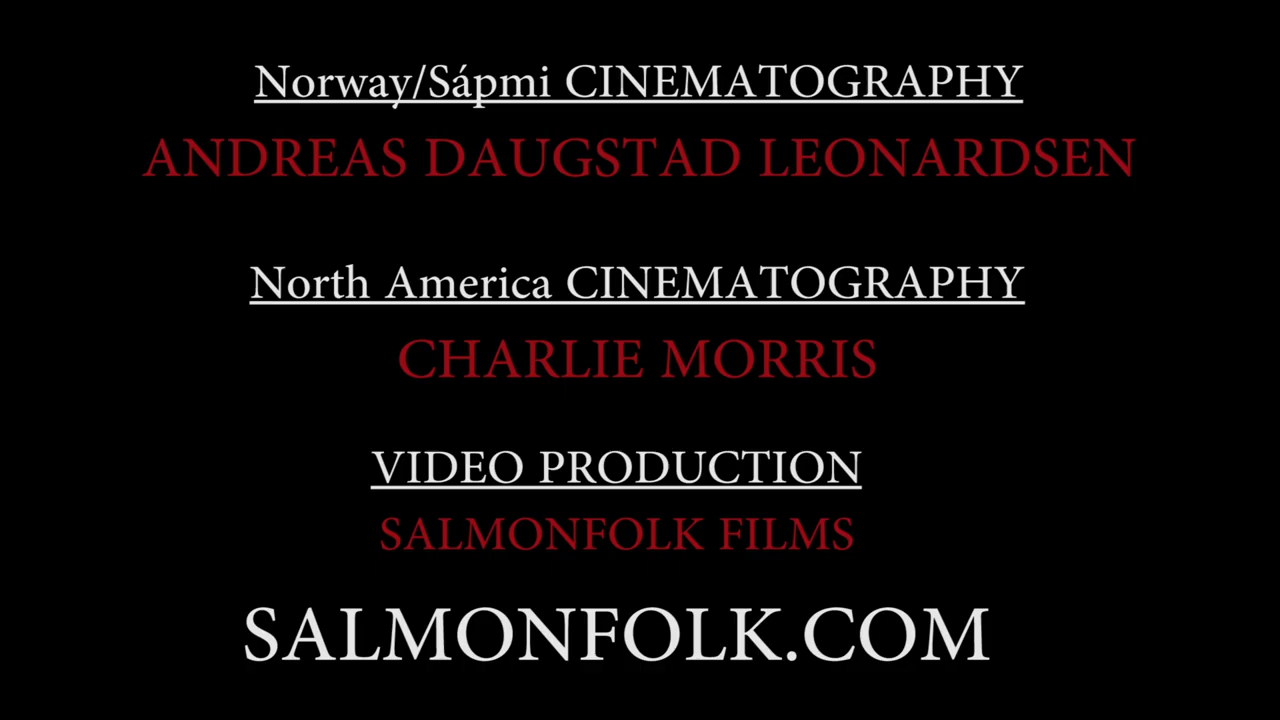 Norway/Sápmi CINEMATOGRAPHY
ANDREAS DAUGSTAD LEONARDSEN
North America CINEMATOGRAPHY
CHARLIE MORRIS
VIDEO PRODUCTION
SALMONFOLK FILMS
SALMONFOLK.COM